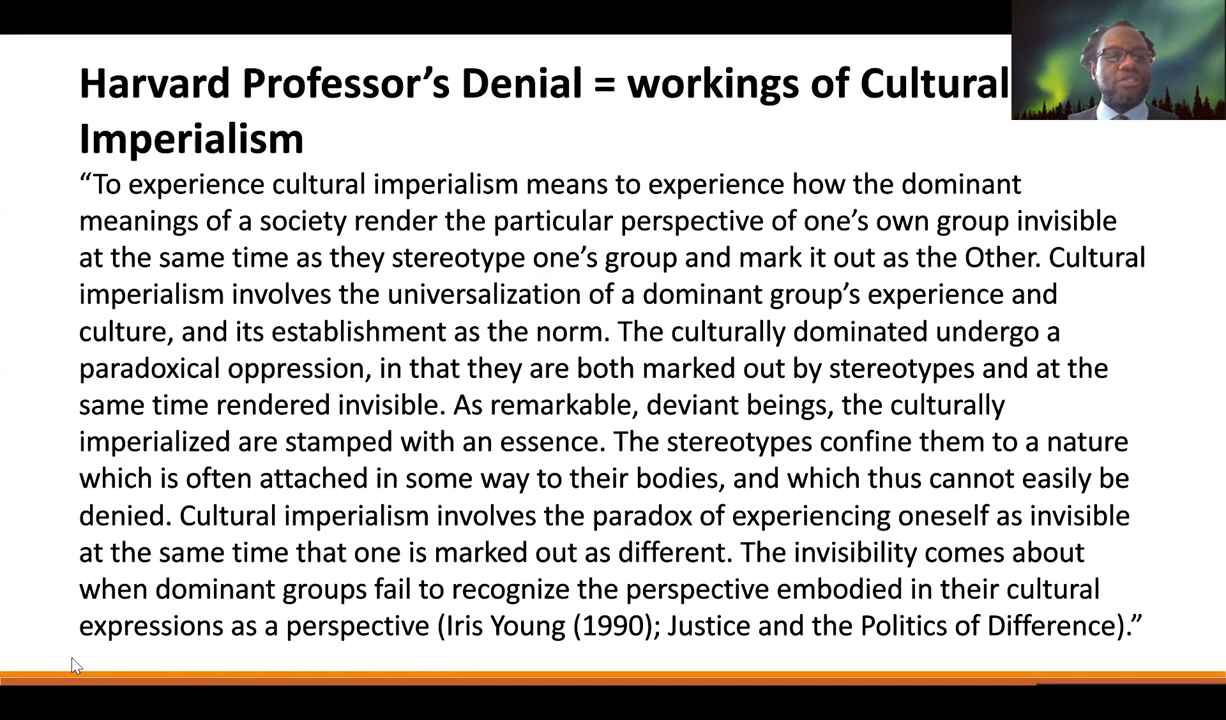 Harvard Professor’s Denial = workings of Cultural
Imperialism
“To experience cultural imperialism means to experience how the dominant
meanings of a society render the particular perspective of one’s own group invisible
at the same time as they stereotype one’s group and mark it out as the Other. Cultural
imperialism involves the universalization of a dominant group’s experience and
culture, and its establishment as the norm. The culturally dominated undergo a
paradoxical oppression, in that they are both marked out by stereotypes and at the
same time rendered invisible. As remarkable, deviant beings, the culturally
imperialized are stamped with an essence. The stereotypes confine them to a nature
which is often attached in some way to their bodies, and which thus cannot easily be
denied. Cultural imperialism involves the paradox of experiencing oneself as invisible
at the same time that one is marked out as different. The invisibility comes about
when dominant groups fail to recognize the perspective embodied in their cultural
expressions as a perspective (Iris Young (1990); Justice and the Politics of Difference).”